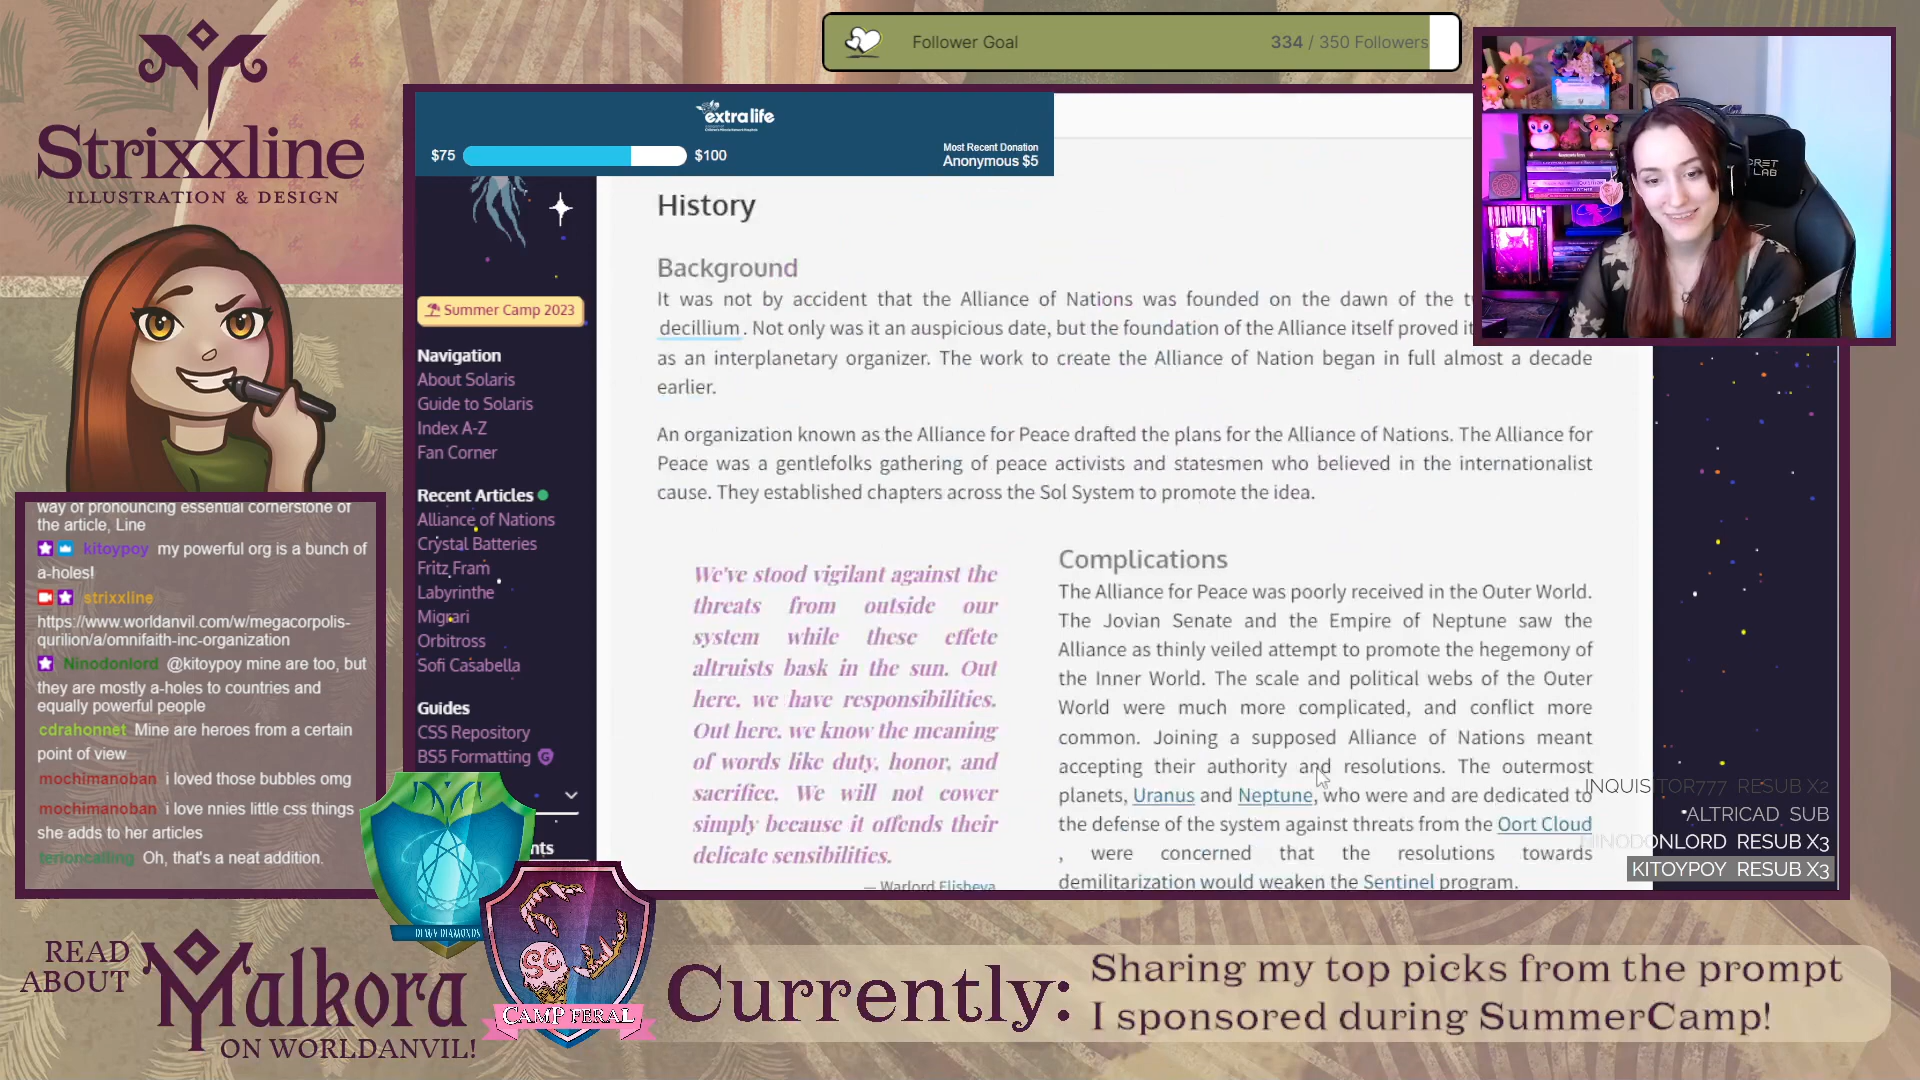 Strixxline
ILLUSTRATION & DESIGN
Follower Goal
334 / 350 Followers
extralife
$75
$100
Most Recent Donation
Anonymous $5
Summer Camp 2023
Navigation
About Solaris
Guide to Solaris
Index A-Z
Fan Corner
Recent Articles
Alliance of Nations
Crystal Batteries
Fritz Fram
Labyrinthe
Migrari
Orbitross
Sofi Casabella
Guides
CSS Repository
BS5 Formatting
History
Background
It was not by accident that the Alliance of Nations was founded on the dawn of the
decillium. Not only was it an auspicious date, but the foundation of the Alliance itself proved
as an interplanetary organizer. The work to create the Alliance of Nation began in full almost a decade
earlier.
An organization known as the Alliance for Peace drafted the plans for the Alliance of Nations. The Alliance for
Peace was a gentlefolks gathering of peace activists and statesmen who believed in the internationalist
cause. They established chapters across the Sol System to promote the idea.
We've stood vigilant against the
threats from outside our
system while these effete
altruists bask in the sun. Out
here, we have responsibilities.
Out here, we know the meaning
of words like duty, honor, and
sacrifice. We will not cower
simply because it offends their
delicate sensibilities.
— Warlord Elisheva
Complications
The Alliance for Peace was poorly received in the Outer World.
The Jovian Senate and the Empire of Neptune saw the
Alliance as thinly veiled attempt to promote the hegemony of
the Inner World. The scale and political webs of the Outer
World were much more complicated, and conflict more
common. Joining a supposed Alliance of Nations meant
accepting their authority and resolutions. The outermost
planets, Uranus and Neptune, who were and are dedicated to
the defense of the system against threats from the Oort Cloud
, were concerned that the resolutions towards
demilitarization would weaken the Sentinel program.
way of pronouncing essential cornerstone of
the article, Line
kitoypoy my powerful org is a bunch of
a-holes!
strixxline
https://www.worldanvil.com/w/megacorpolis-
qurilion/a/omnifaith-inc-organization
Ninodonlord @kitoypoy mine are too, but
they are mostly a-holes to countries and
equally powerful people
cdrahonnet Mine are heroes from a certain
point of view
mochimanoban i loved those bubbles omg
mochimanoban i love nnies little css things
she adds to her articles
terioncalling Oh, that's a neat addition.
INQUISITOR777 RESUB X2
ALTRICAD SUB
NINODONLORD RESUB X3
KITOYPOY RESUB X3
DEWY DIAMONDS
SC
CAMP FERAL
READ
ABOUT
Malkora
ON WORLDANVIL!
Currently:
Sharing my top picks from the prompt
I sponsored during SummerCamp!